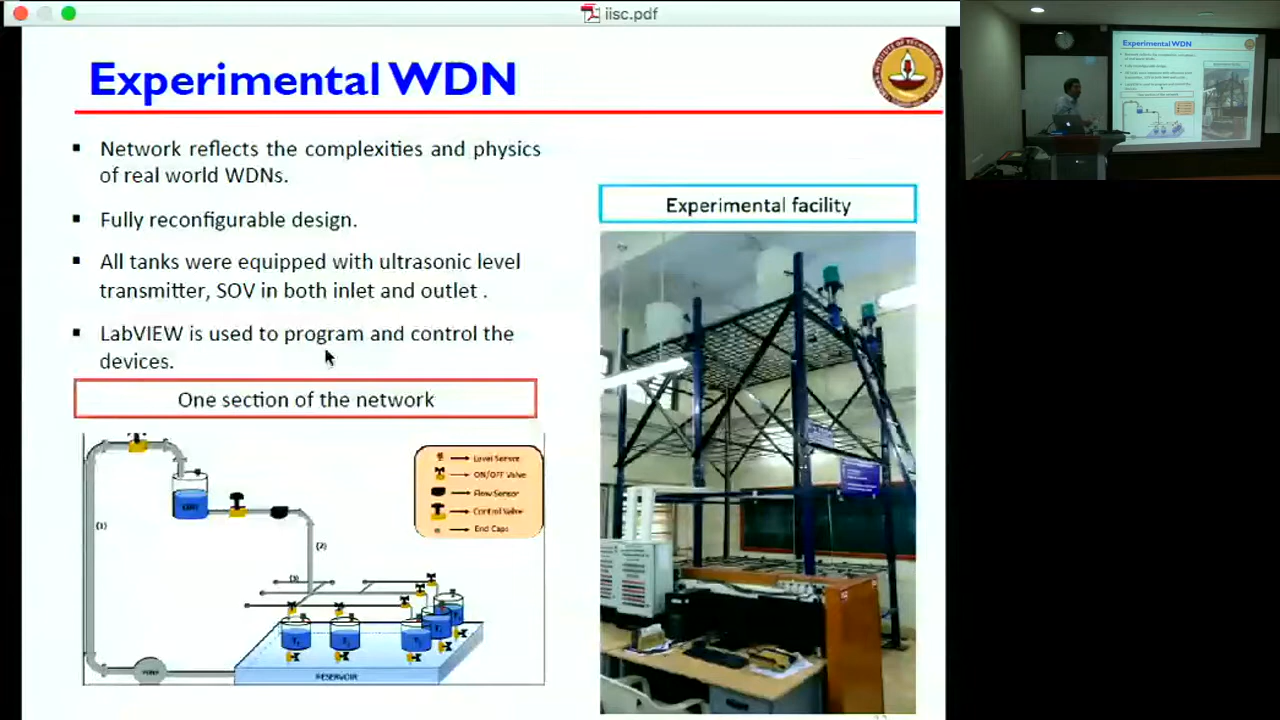 iisc.pdf
Experimental WDN
▪ Network reflects the complexities and physics
of real world WDNs.
▪ Fully reconfigurable design.
▪ All tanks were equipped with ultrasonic level
transmitter, SOV in both inlet and outlet .
▪ LabVIEW is used to program and control the
devices.
One section of the network
Experimental facility
Level Sensor
ON/OFF Valve
Flow Sensor
Control Valve
End Caps
(1)
(2)
(3)
PUMP
RESERVOIR
Experimental WDN